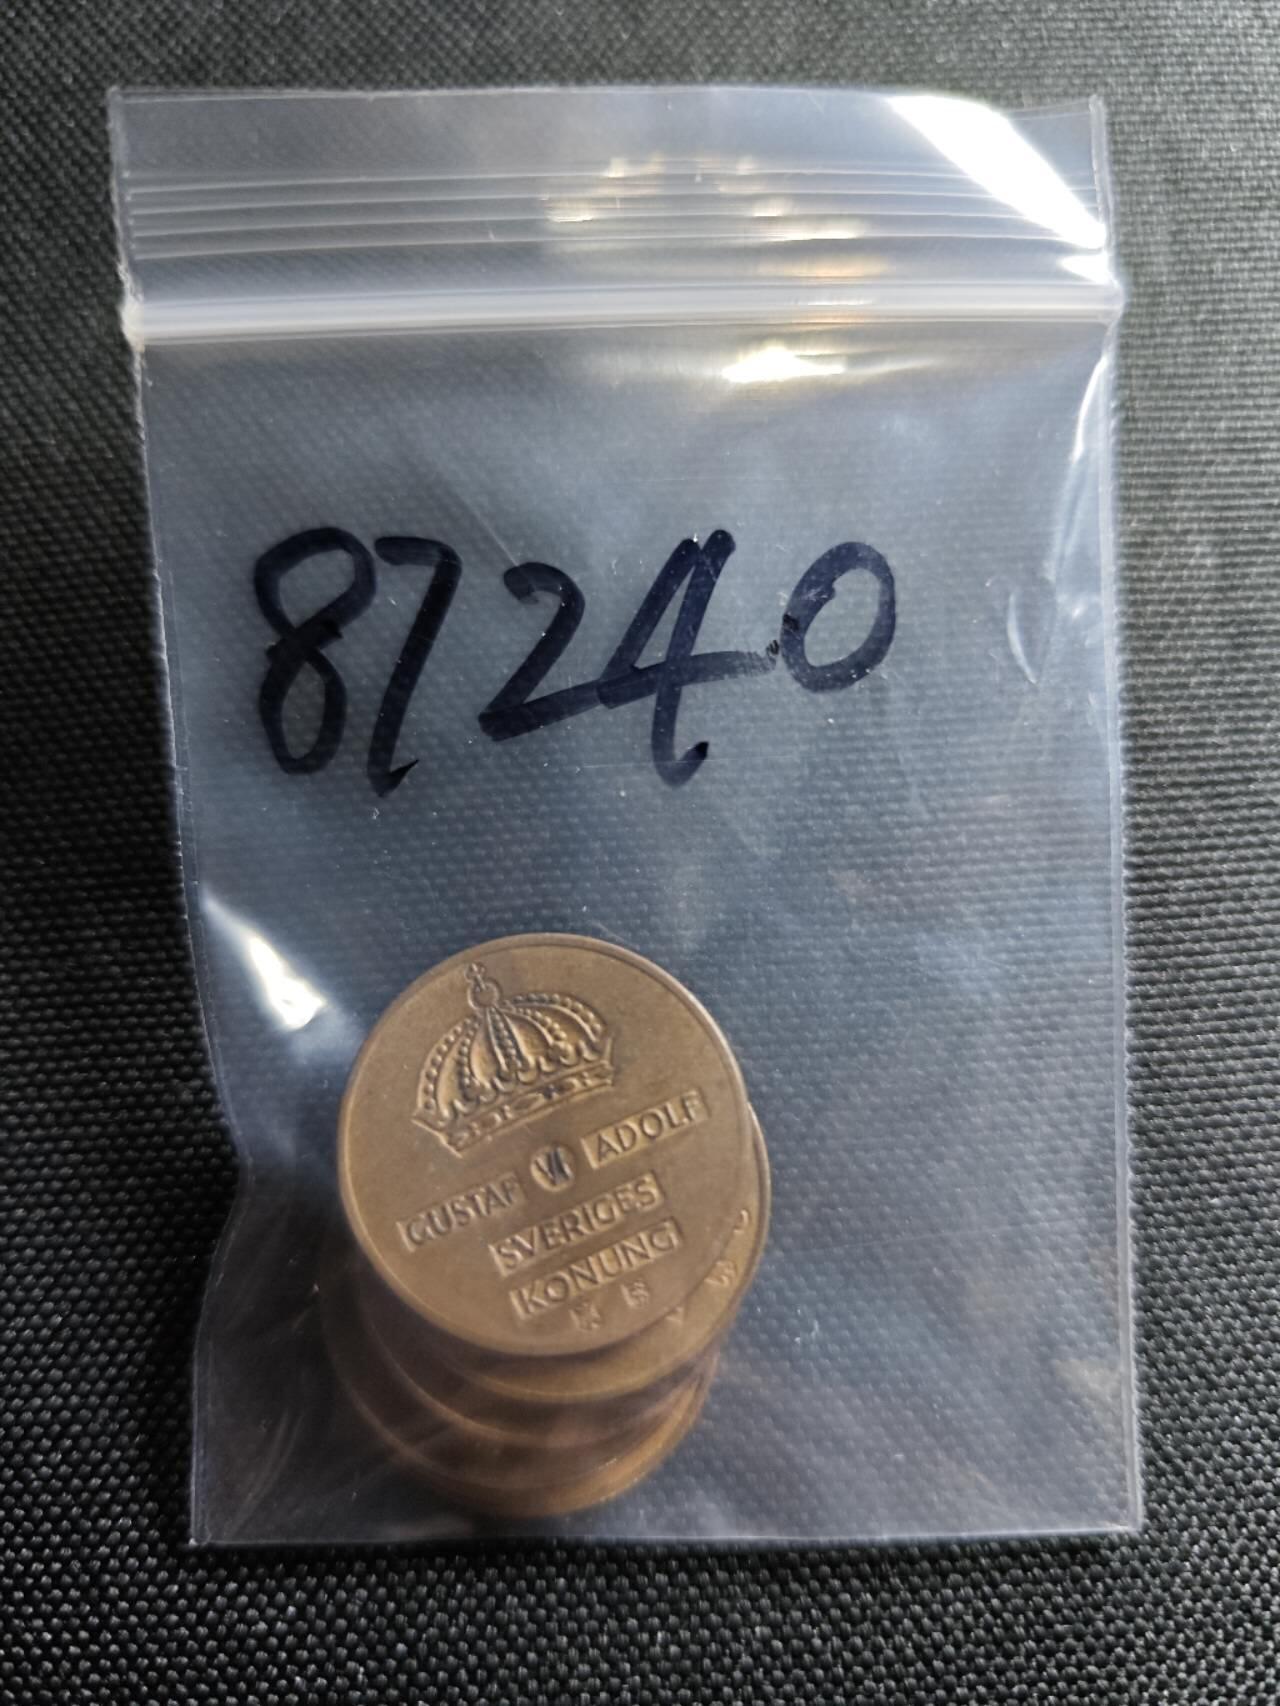 87240
GUSTAF VI ADOLF
SVERIGES
KONUNG